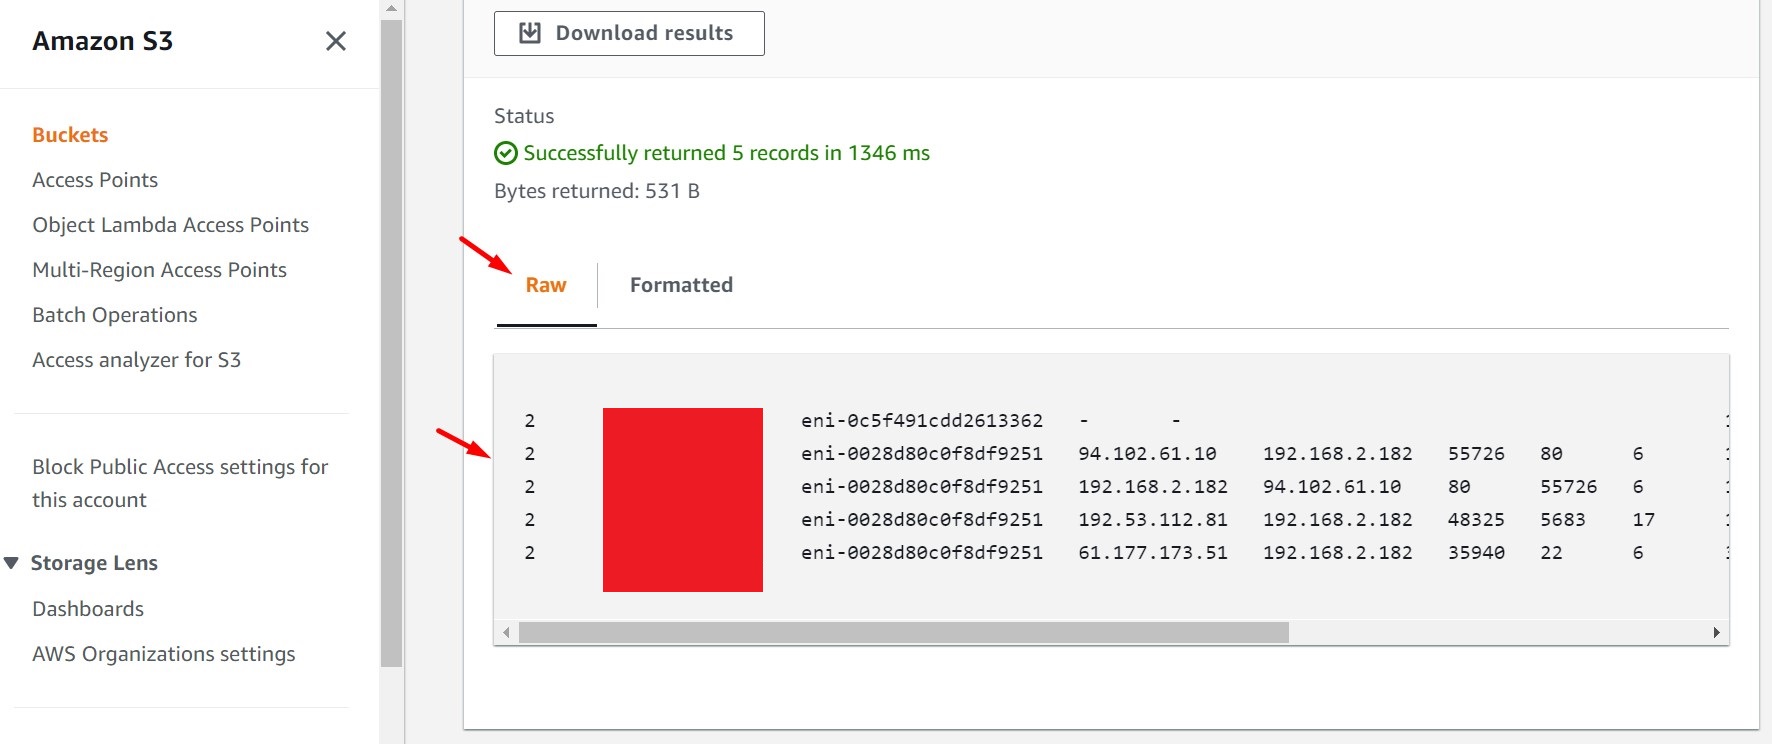 Amazon S3
Buckets
Access Points
Object Lambda Access Points
Multi-Region Access Points
Batch Operations
Access analyzer for S3
Block Public Access settings for
this account
Storage Lens
Dashboards
AWS Organizations settings
Download results
Status
Successfully returned 5 records in 1346 ms
Bytes returned: 531 B
Raw
Formatted
2 eni-0c5f491cdd2613362 - -
2 eni-0028d80c0f8df9251 94.102.61.10 192.168.2.182 55726 80 6
2 eni-0028d80c0f8df9251 192.168.2.182 94.102.61.10 80 55726 6
2 eni-0028d80c0f8df9251 192.53.112.81 192.168.2.182 48325 5683 17
2 eni-0028d80c0f8df9251 61.177.173.51 192.168.2.182 35940 22 6